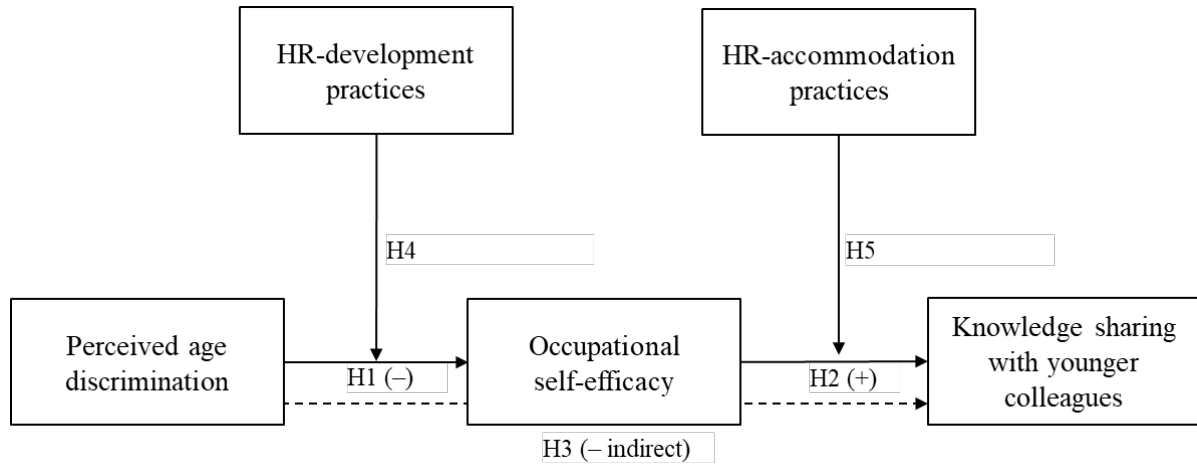 HR-development
practices
HR-accommodation
practices
H4
H5
Perceived age
discrimination
H1 (–)
Occupational
self-efficacy
H2 (+)
Knowledge sharing
with younger
colleagues
H3 (– indirect)